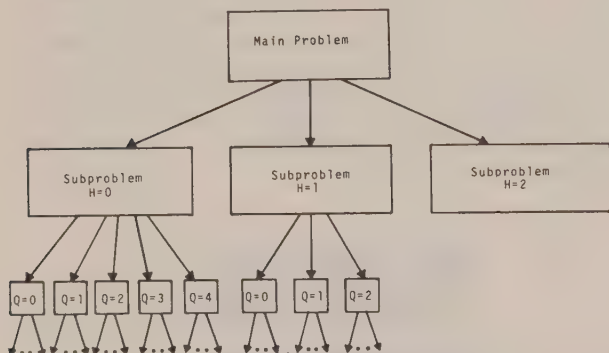 Main Problem
Subproblem
H=0
Subproblem
H=1
Subproblem
H=2
Q=0
Q=1
Q=2
Q=3
Q=4
Q=0
Q=1
Q=2